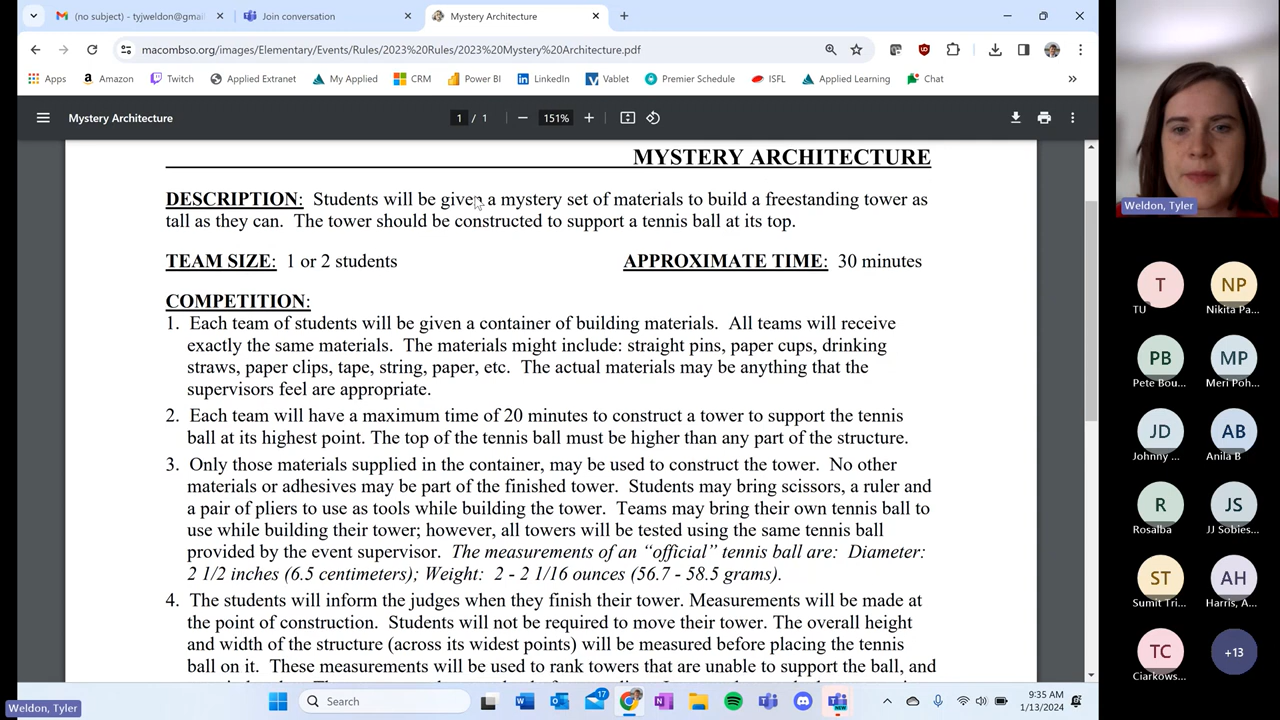 (no subject) - tyjweldon@gmai
Join conversation
Mystery Architecture
macombso.org/images/Elementary/Events/Rules/2023%20Rules/2023%20Mystery%20Architecture.pdf
Apps
Amazon
Twitch
Applied Extranet
My Applied
CRM
Power BI
LinkedIn
Vablet
Premier Schedule
ISFL
Applied Learning
Chat
Mystery Architecture
1 / 1
151%
MYSTERY ARCHITECTURE
DESCRIPTION: Students will be given a mystery set of materials to build a freestanding tower as
tall as they can. The tower should be constructed to support a tennis ball at its top.
TEAM SIZE: 1 or 2 students
APPROXIMATE TIME: 30 minutes
COMPETITION:
1. Each team of students will be given a container of building materials. All teams will receive
exactly the same materials. The materials might include: straight pins, paper cups, drinking
straws, paper clips, tape, string, paper, etc. The actual materials may be anything that the
supervisors feel are appropriate.
2. Each team will have a maximum time of 20 minutes to construct a tower to support the tennis
ball at its highest point. The top of the tennis ball must be higher than any part of the structure.
3. Only those materials supplied in the container, may be used to construct the tower. No other
materials or adhesives may be part of the finished tower. Students may bring scissors, a ruler and
a pair of pliers to use as tools while building the tower. Teams may bring their own tennis ball to
use while building their tower; however, all towers will be tested using the same tennis ball
provided by the event supervisor. The measurements of an “official” tennis ball are: Diameter:
2 1/2 inches (6.5 centimeters); Weight: 2 - 2 1/16 ounces (56.7 - 58.5 grams).
4. The students will inform the judge when they finish their tower. Measurements will be made at
the point of construction. Students will not be required to move their tower. The overall height
and width of the structure (across its widest points) will be measured before placing the tennis
ball on it. These measurements will be used to rank towers that are unable to support the ball, and
Search
17
9:35 AM
1/13/2024
Weldon, Tyler
Weldon, Tyler
T
TU
NP
Nikita Pa...
PB
Pete Bou...
MP
Meri Poh...
JD
Johnny ...
AB
Anila B
R
Rosalba
JS
JJ Sobies...
ST
Sumit Tri...
AH
Harris, A...
TC
Ciarkows...
+13